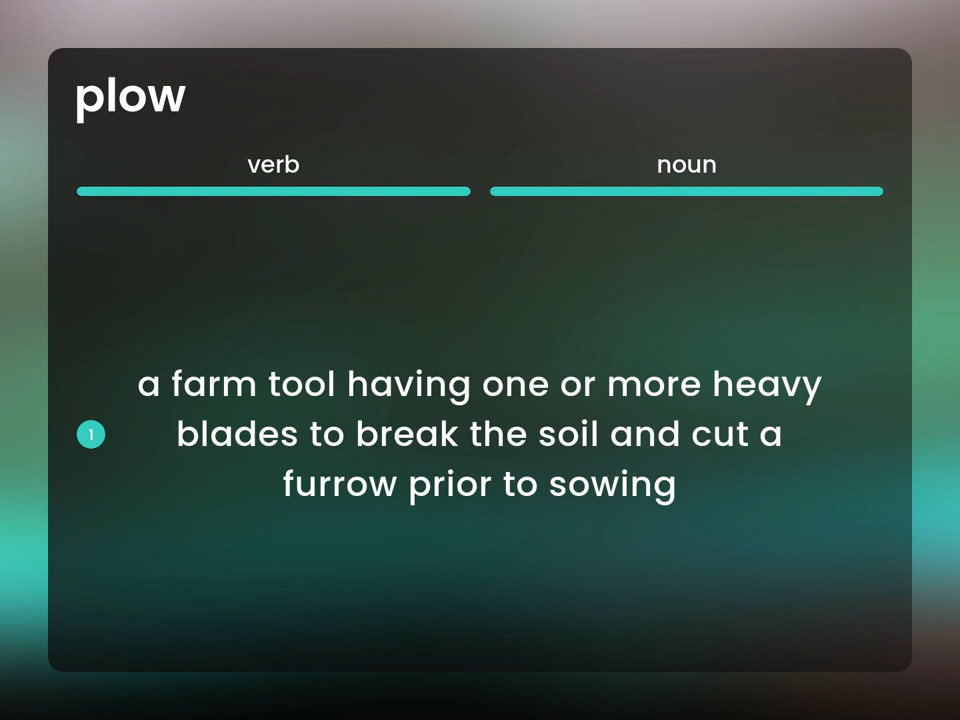 plow
verb
noun
a farm tool having one or more heavy
1
blades to break the soil and cut a
furrow prior to sowing